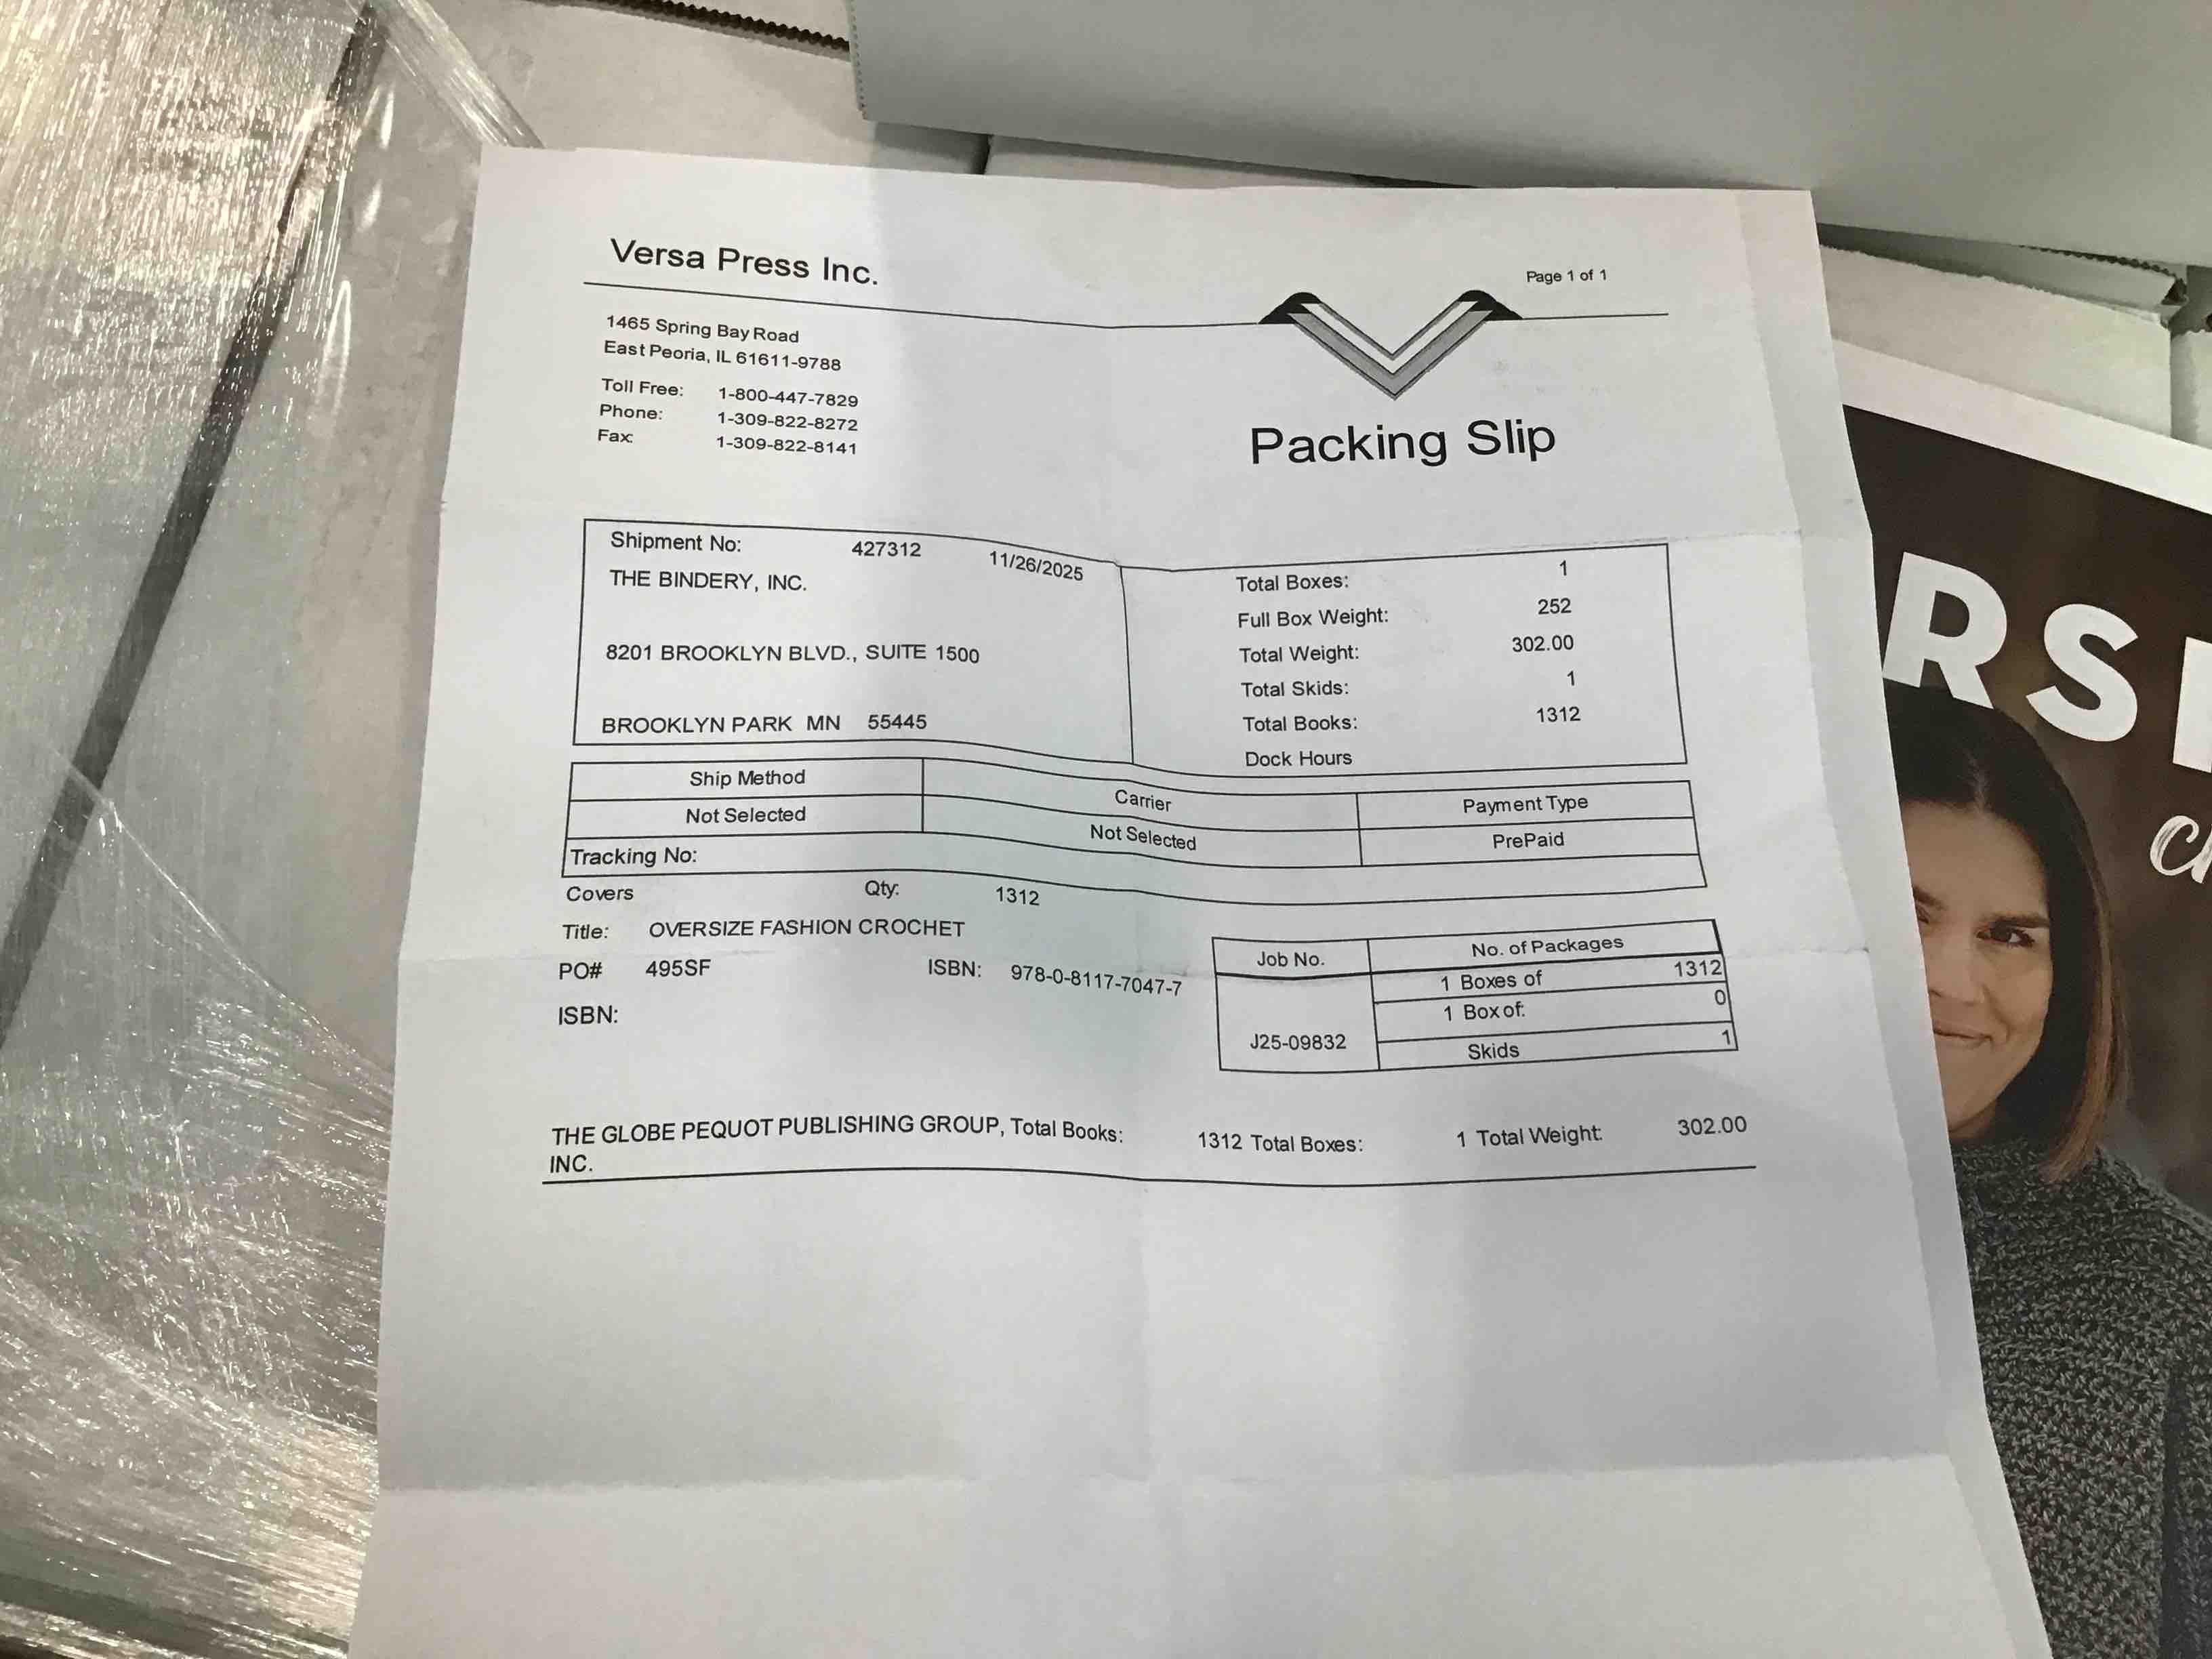 Versa Press Inc.
Page 1 of 1
1465 Spring Bay Road
East Peoria, IL 61611-9788
Toll Free: 1-800-447-7829
Phone: 1-309-822-8272
Fax: 1-309-822-8141
Packing Slip
Shipment No: 427312 11/26/2025
THE BINDERY, INC.
8201 BROOKLYN BLVD., SUITE 1500
BROOKLYN PARK MN 55445
Total Boxes: 1
Full Box Weight: 252
Total Weight: 302.00
Total Skids: 1
Total Books: 1312
Dock Hours
Ship Method Carrier Payment Type
Not Selected Not Selected PrePaid
Tracking No:
Covers Qty: 1312
Title: OVERSIZE FASHION CROCHET
PO# 495SF ISBN: 978-0-8117-7047-7
ISBN:
Job No. No. of Packages
J25-09832
1 Boxes of 1312
1 Box of: 0
Skids 1
THE GLOBE PEQUOT PUBLISHING GROUP, Total Books: 1312 Total Boxes: 1 Total Weight: 302.00
INC.
RS